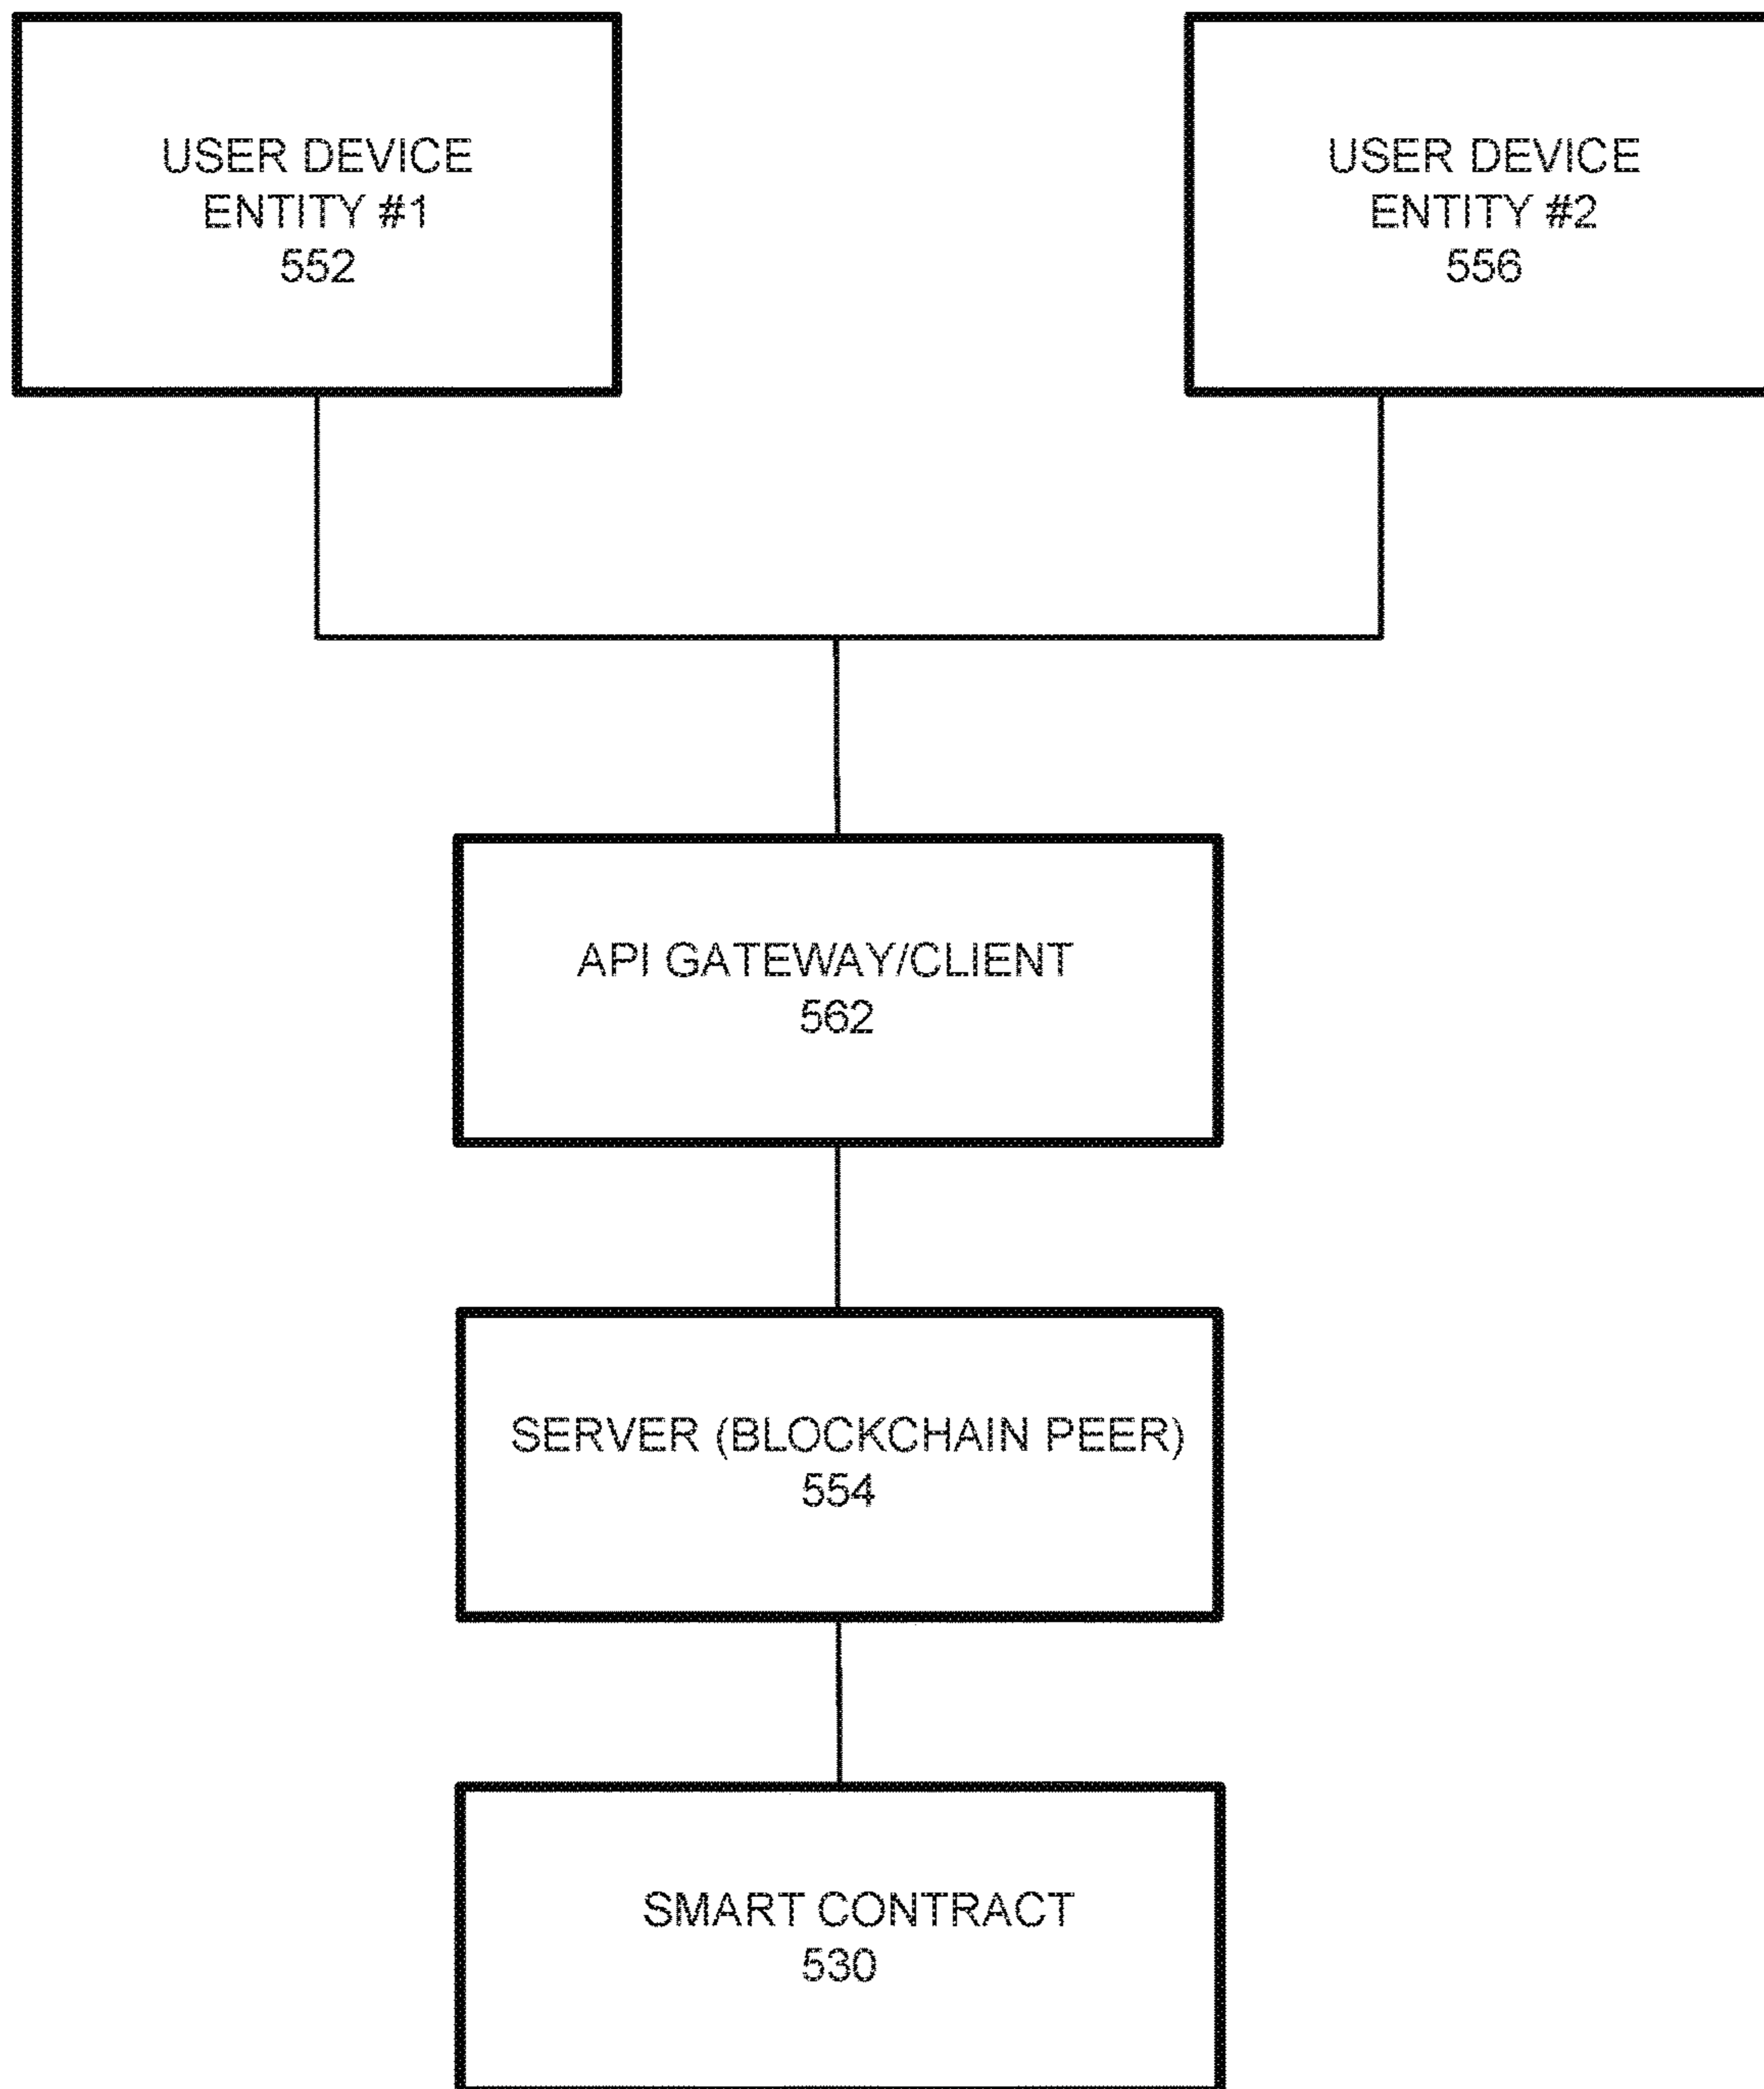 USER DEVICE
ENTITY #1
552
USER DEVICE
ENTITY #2
556
API GATEWAY/CLIENT
562
SERVER (BLOCKCHAIN PEER)
554
SMART CONTRACT
530